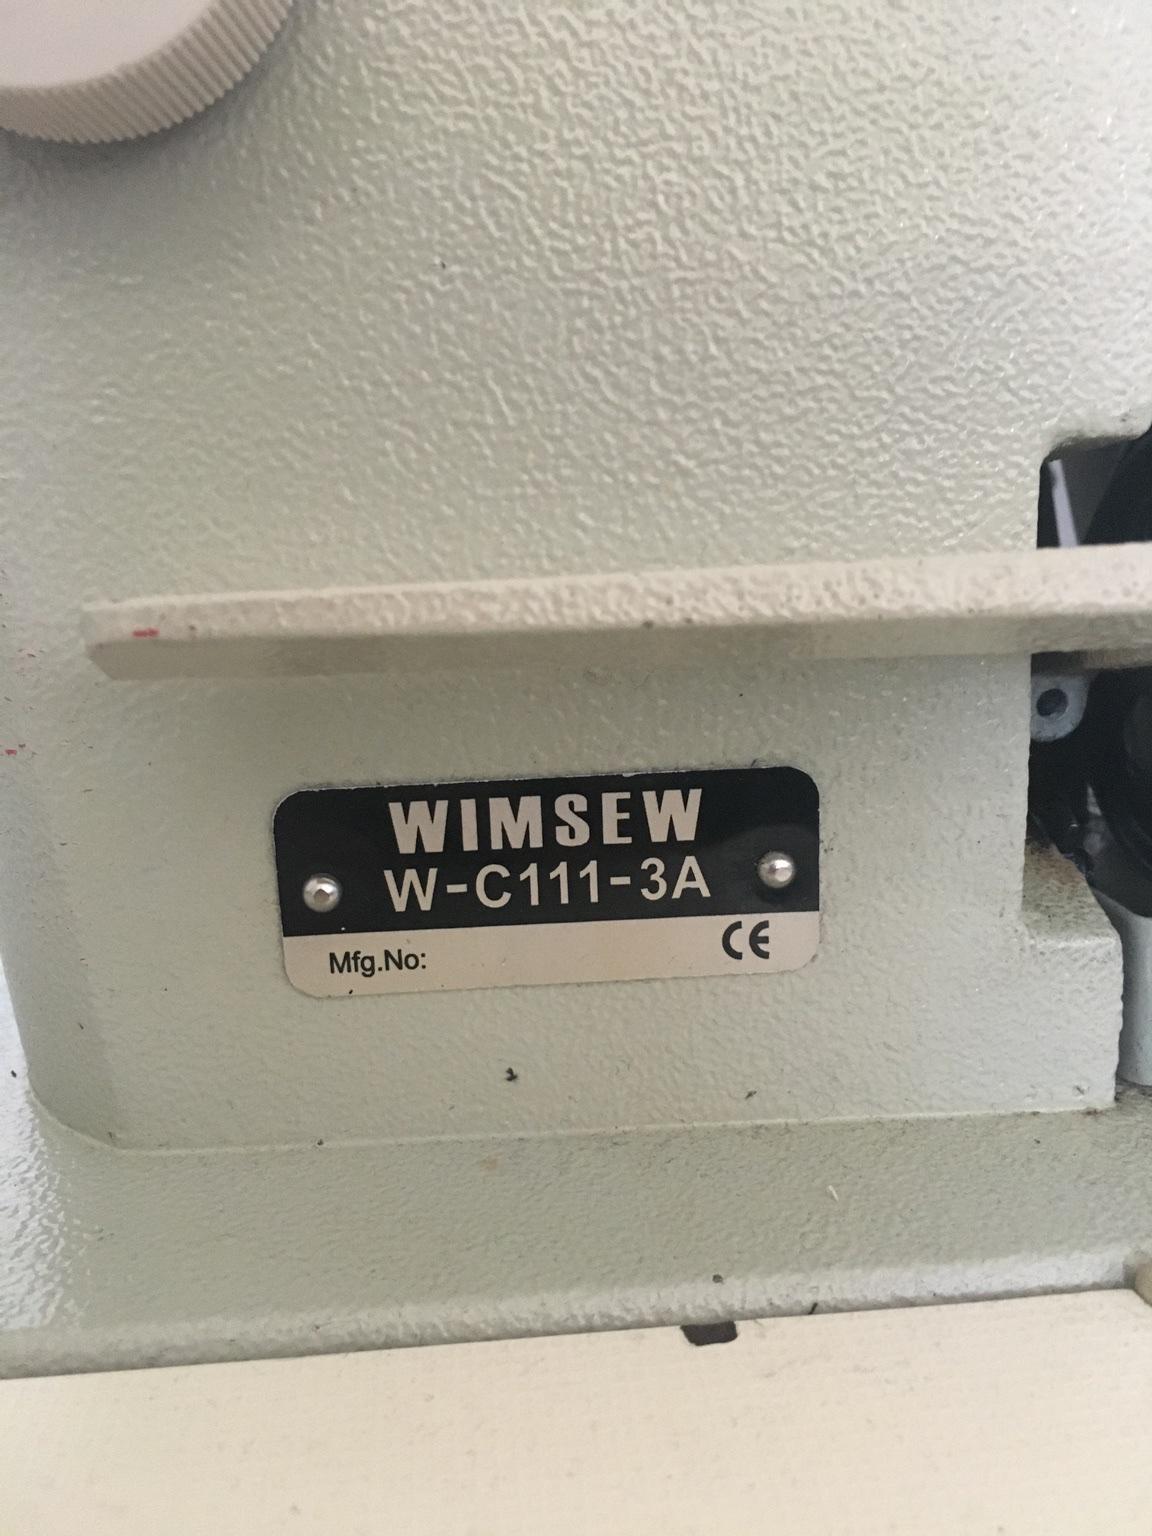 WIMSEW
W-C111-3A
Mfg.No:
CE